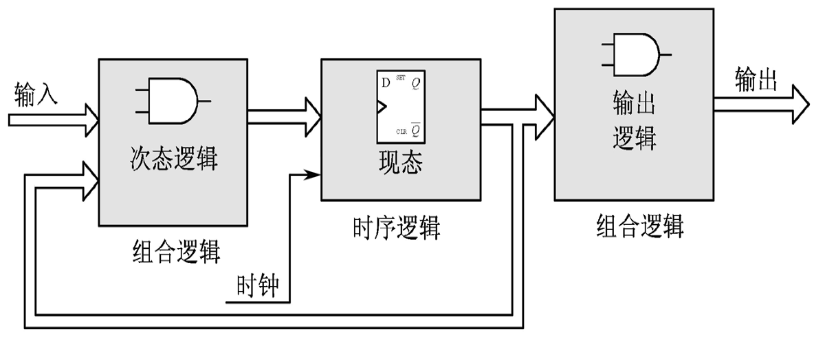 输入
次态逻辑
组合逻辑
D SET Q
CLR Q̅
现态
时序逻辑
时钟
输出
逻辑
组合逻辑
输出